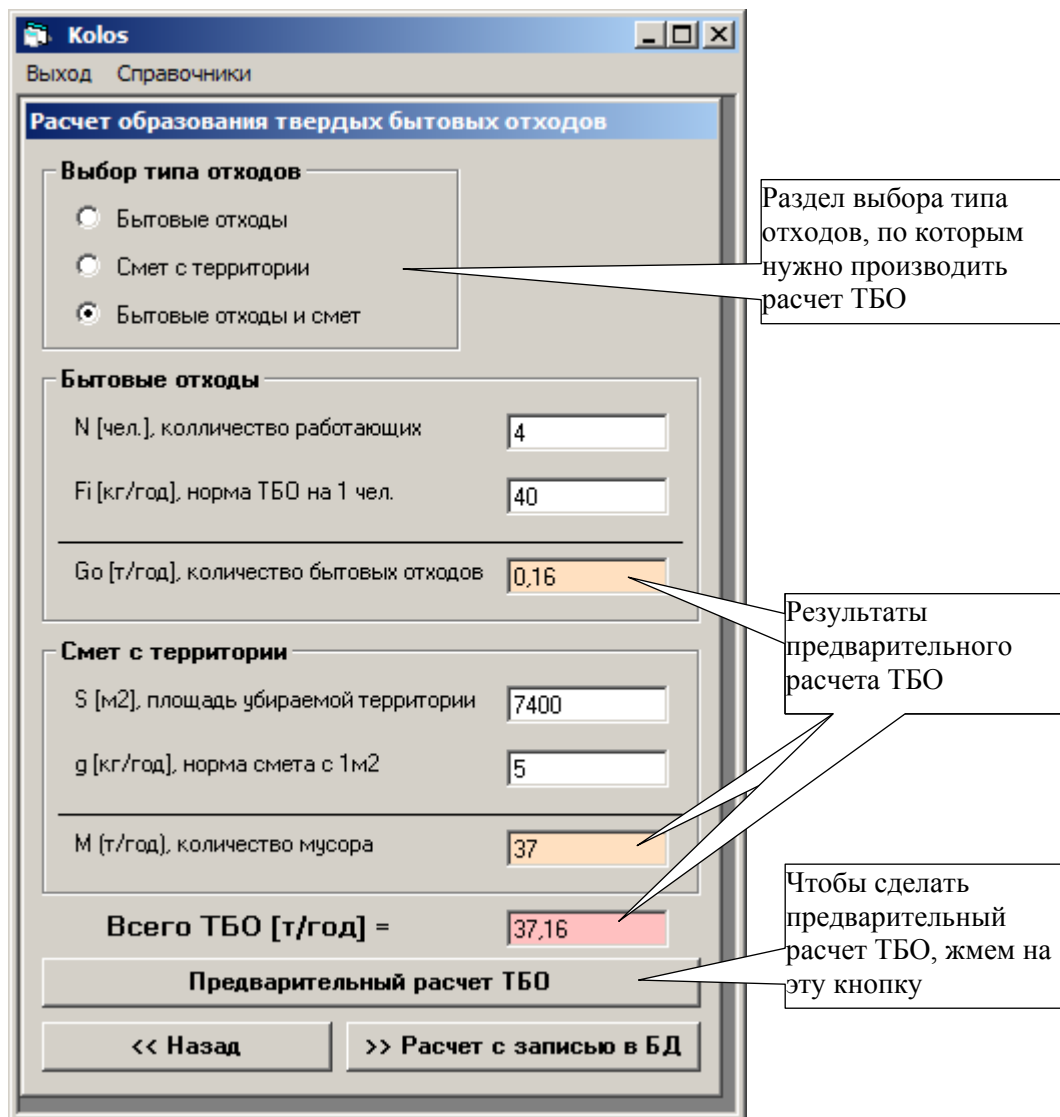 Kolos
Выход Справочники
Расчет образования твердых бытовых отходов
Выбор типа отходов
Бытовые отходы
Смет с территории
Бытовые отходы и смет
Раздел выбора типа
отходов, по которым
нужно производить
расчет ТБО
Бытовые отходы
N [чел.], колличество работающих 4
Fi [кг/год], норма ТБО на 1 чел. 40
Go [т/год], количество бытовых отходов 0,16
Результаты
предварительного
расчета ТБО
Смет с территории
S [м2], площадь убираемой территории 7400
g [кг/год], норма смета с 1м2 5
M (т/год), количество мусора 37
Всего ТБО [т/год] = 37,16
Чтобы сделать
предварительный
расчет ТБО, жмем на
эту кнопку
Предварительный расчет ТБО
<< Назад >> Расчет с записью в БД